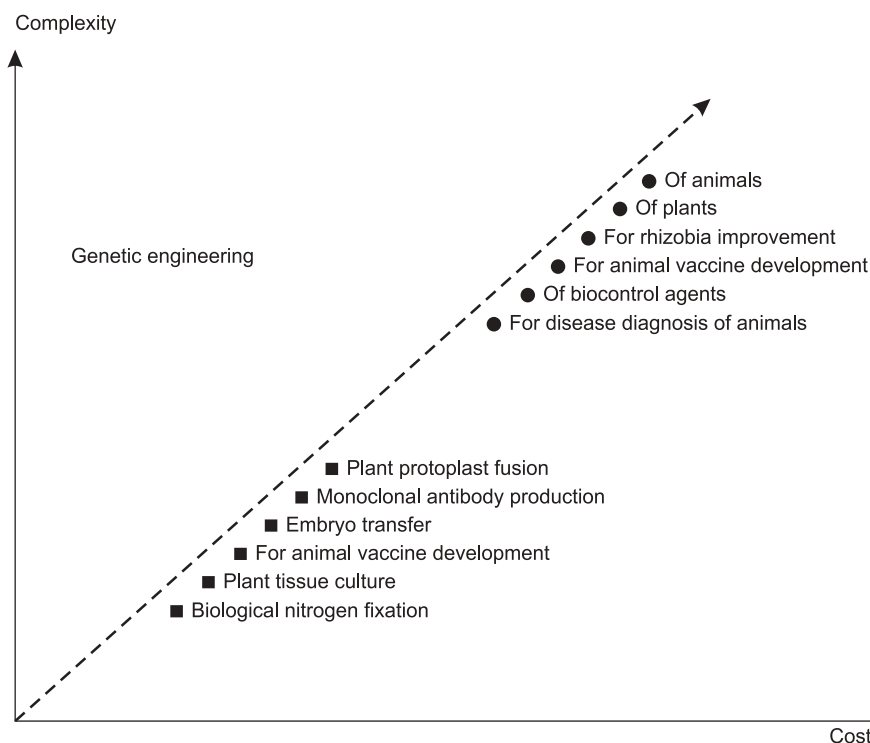 Complexity
Of animals
Of plants
For rhizobia improvement
Genetic engineering
For animal vaccine development
Of biocontrol agents
For disease diagnosis of animals
Plant protoplast fusion
Monoclonal antibody production
Embryo transfer
For animal vaccine development
Plant tissue culture
Biological nitrogen fixation
Cost